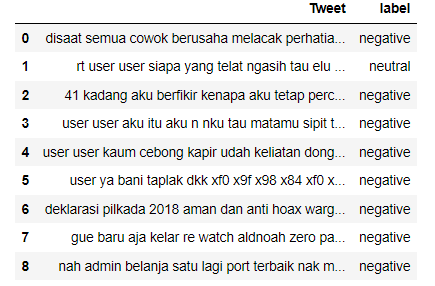 Tweet label
0 disaat semua cowok berusaha melacak perhatia... negative
1 rt user user siapa yang telat ngasih tau elu ... neutral
2 41 kadang aku berfikir kenapa aku tetap perc... negative
3 user user aku itu aku n nku tau matamu sipit t... negative
4 user user kaum cebong kapir udah keliatan dong... negative
5 user ya bani taplak dkk xf0 x9f x98 x84 xf0 x... negative
6 deklarasi pilkada 2018 aman dan anti hoax warg... negative
7 gue baru aja kelar re watch aldnoah zero pa... negative
8 nah admin belanja satu lagi port terbaik nak m... negative